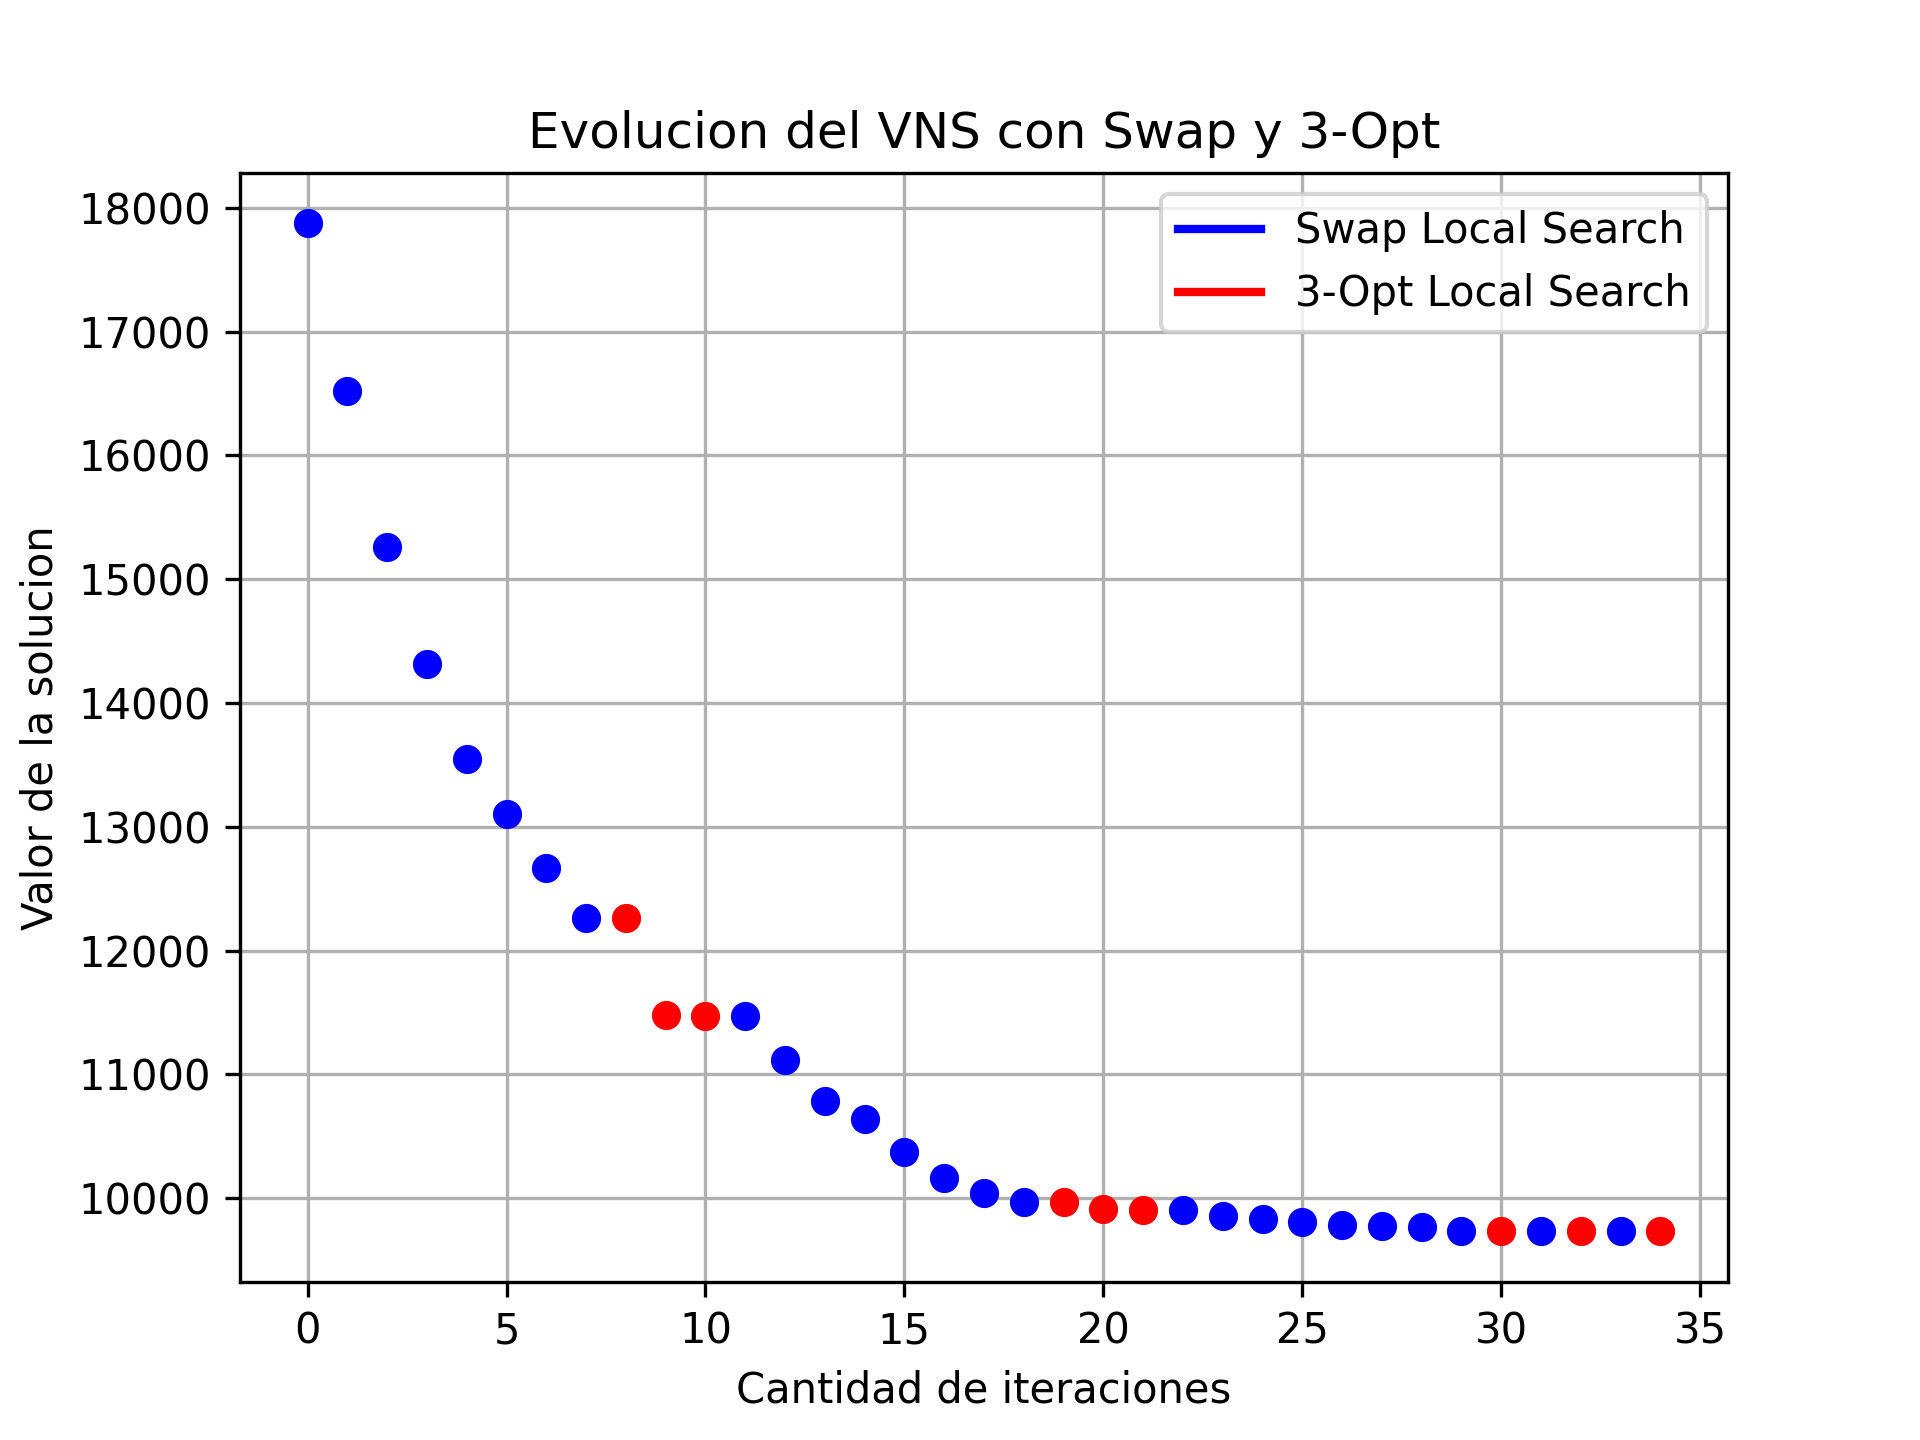 Evolucion del VNS con Swap y 3-Opt
Swap Local Search
3-Opt Local Search
Valor de la solucion
18000
17000
16000
15000
14000
13000
12000
11000
10000
0 5 10 15 20 25 30 35
Cantidad de iteraciones